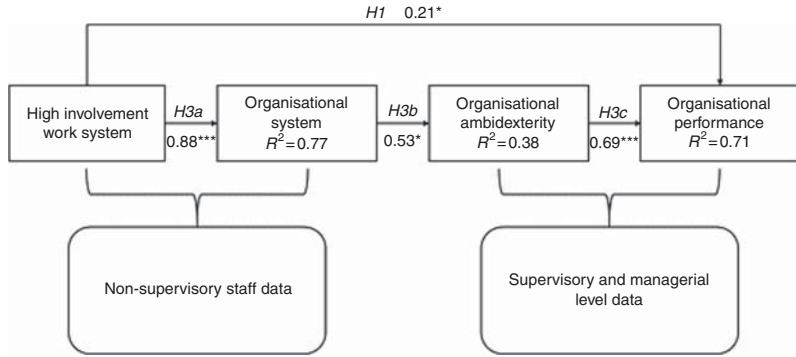 H1 0.21*
High involvement
work system
H3a
0.88***
Organisational
system
R²=0.77
H3b
0.53*
Organisational
ambidexterity
R²=0.38
H3c
0.69***
Organisational
performance
R²=0.71
Non-supervisory staff data
Supervisory and managerial
level data